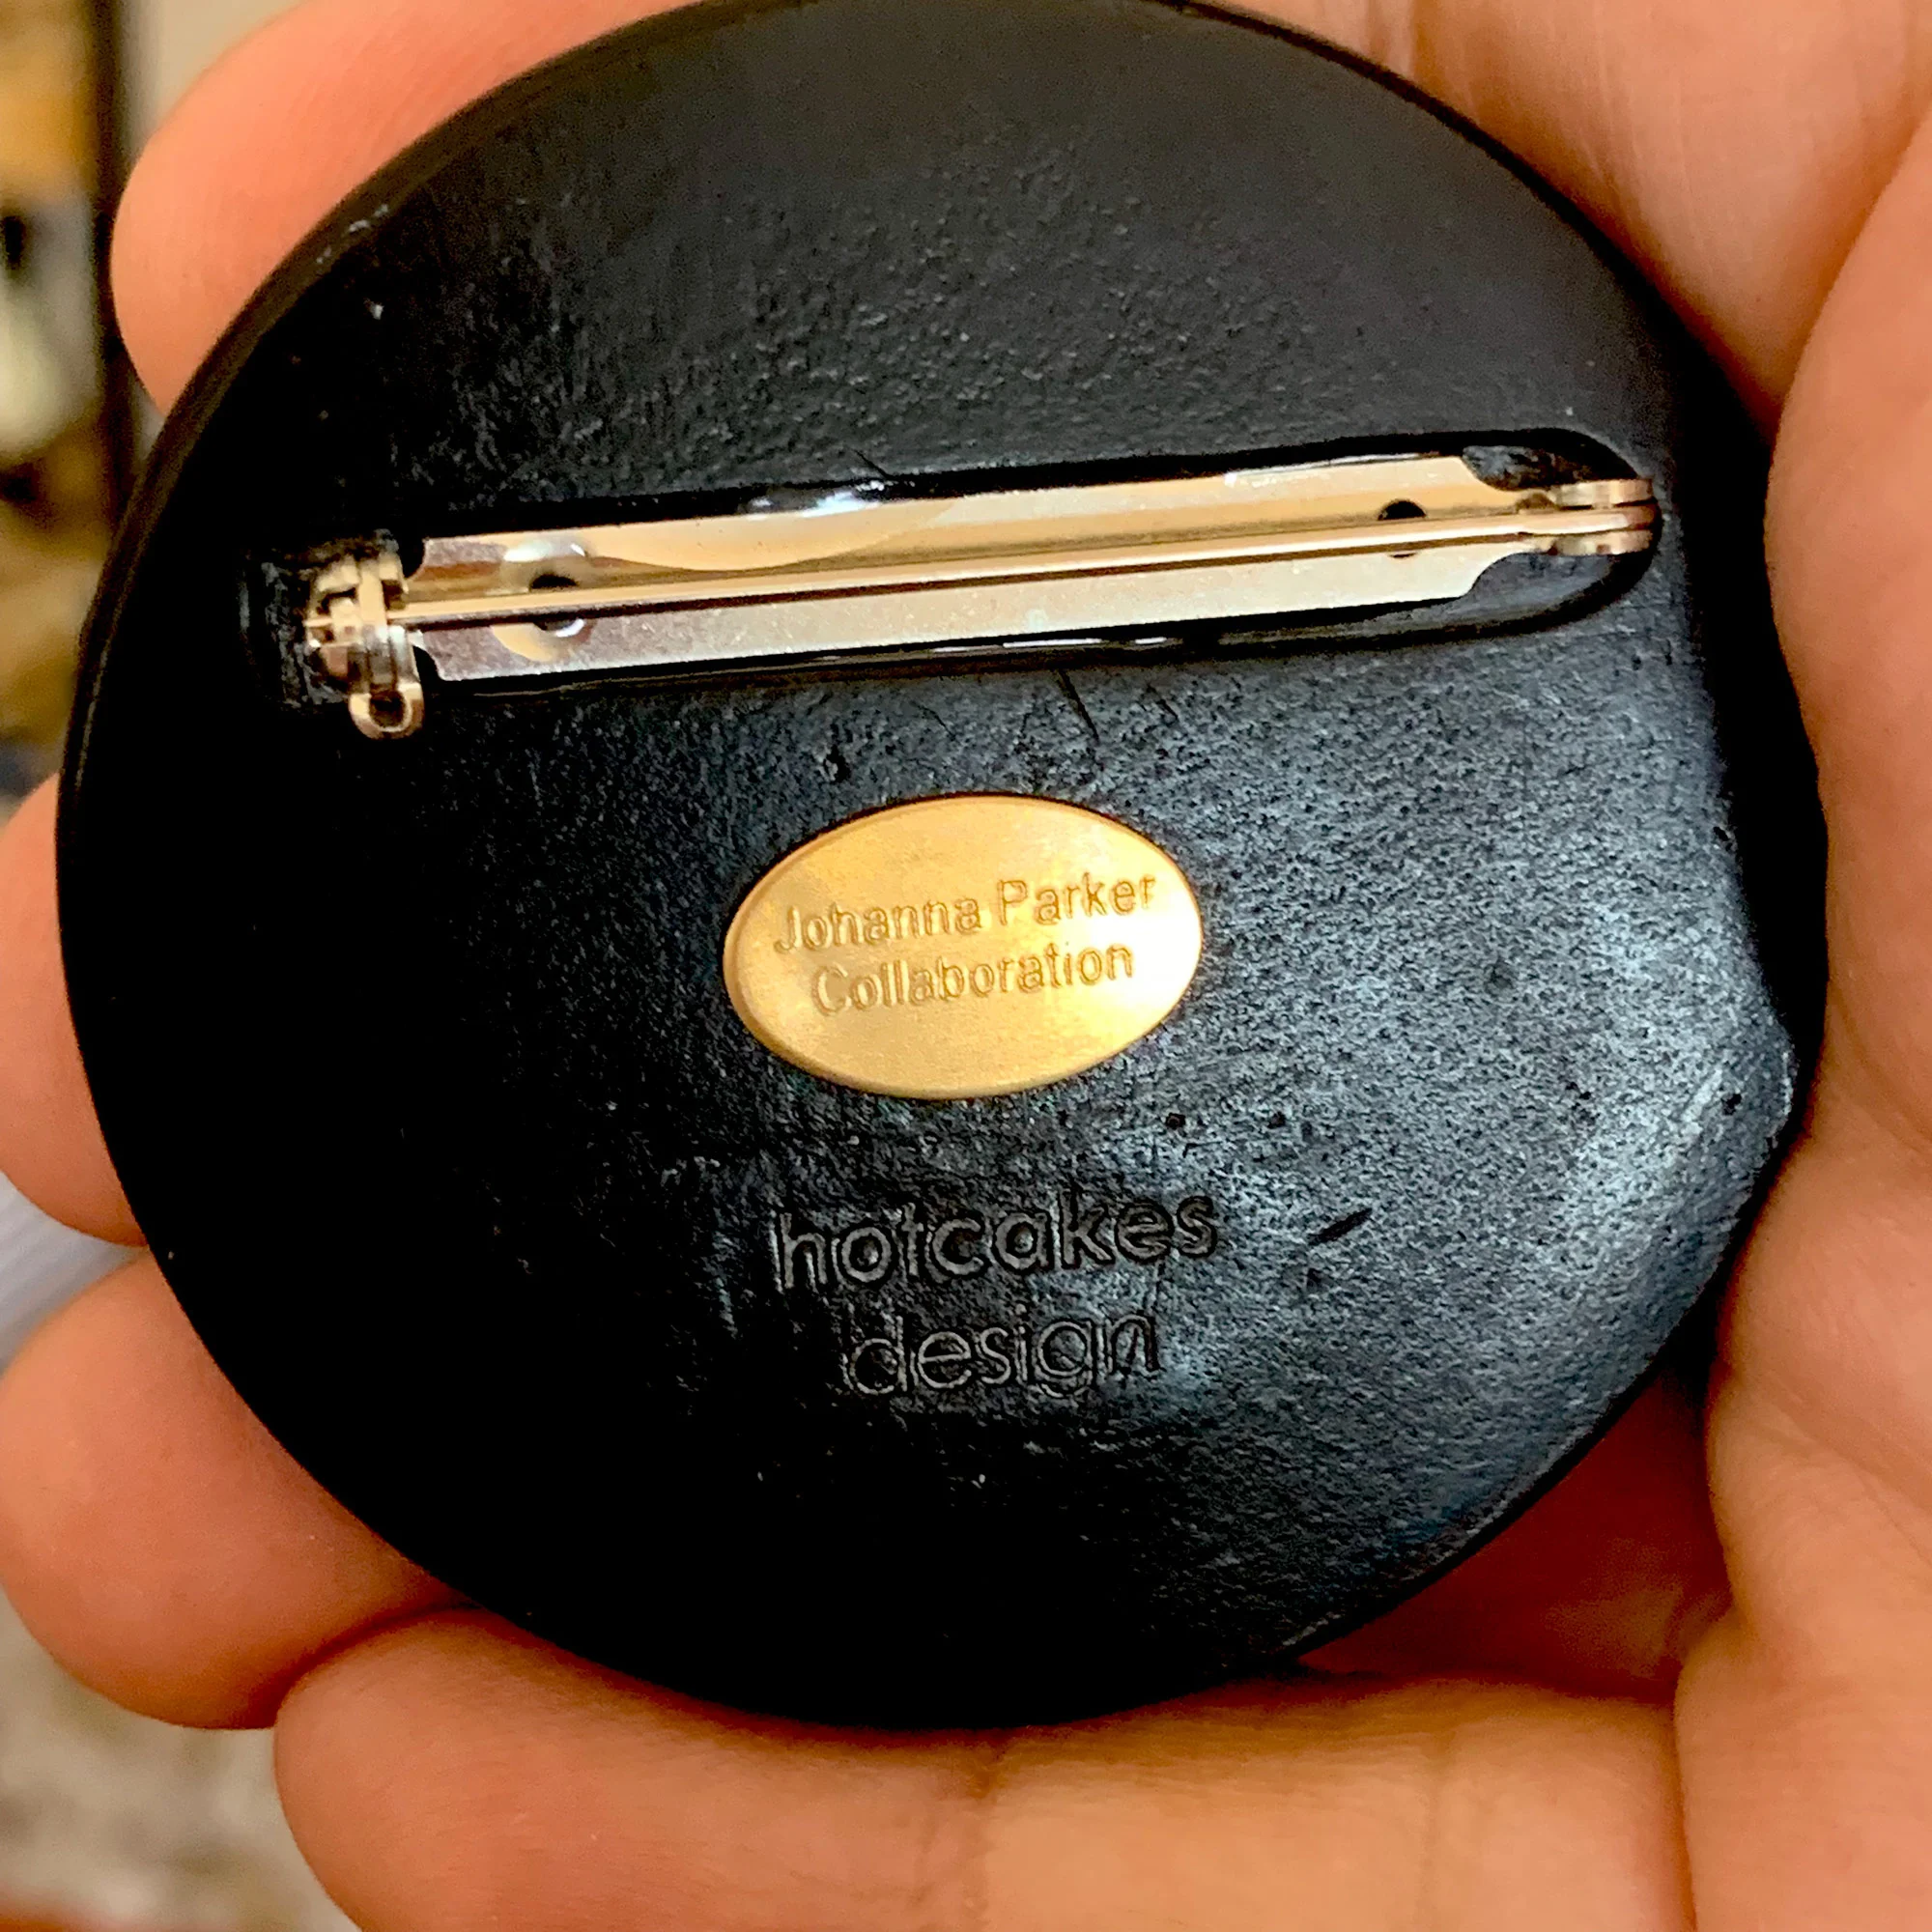 Johanna Parker
Collaboration
hotcakes
design